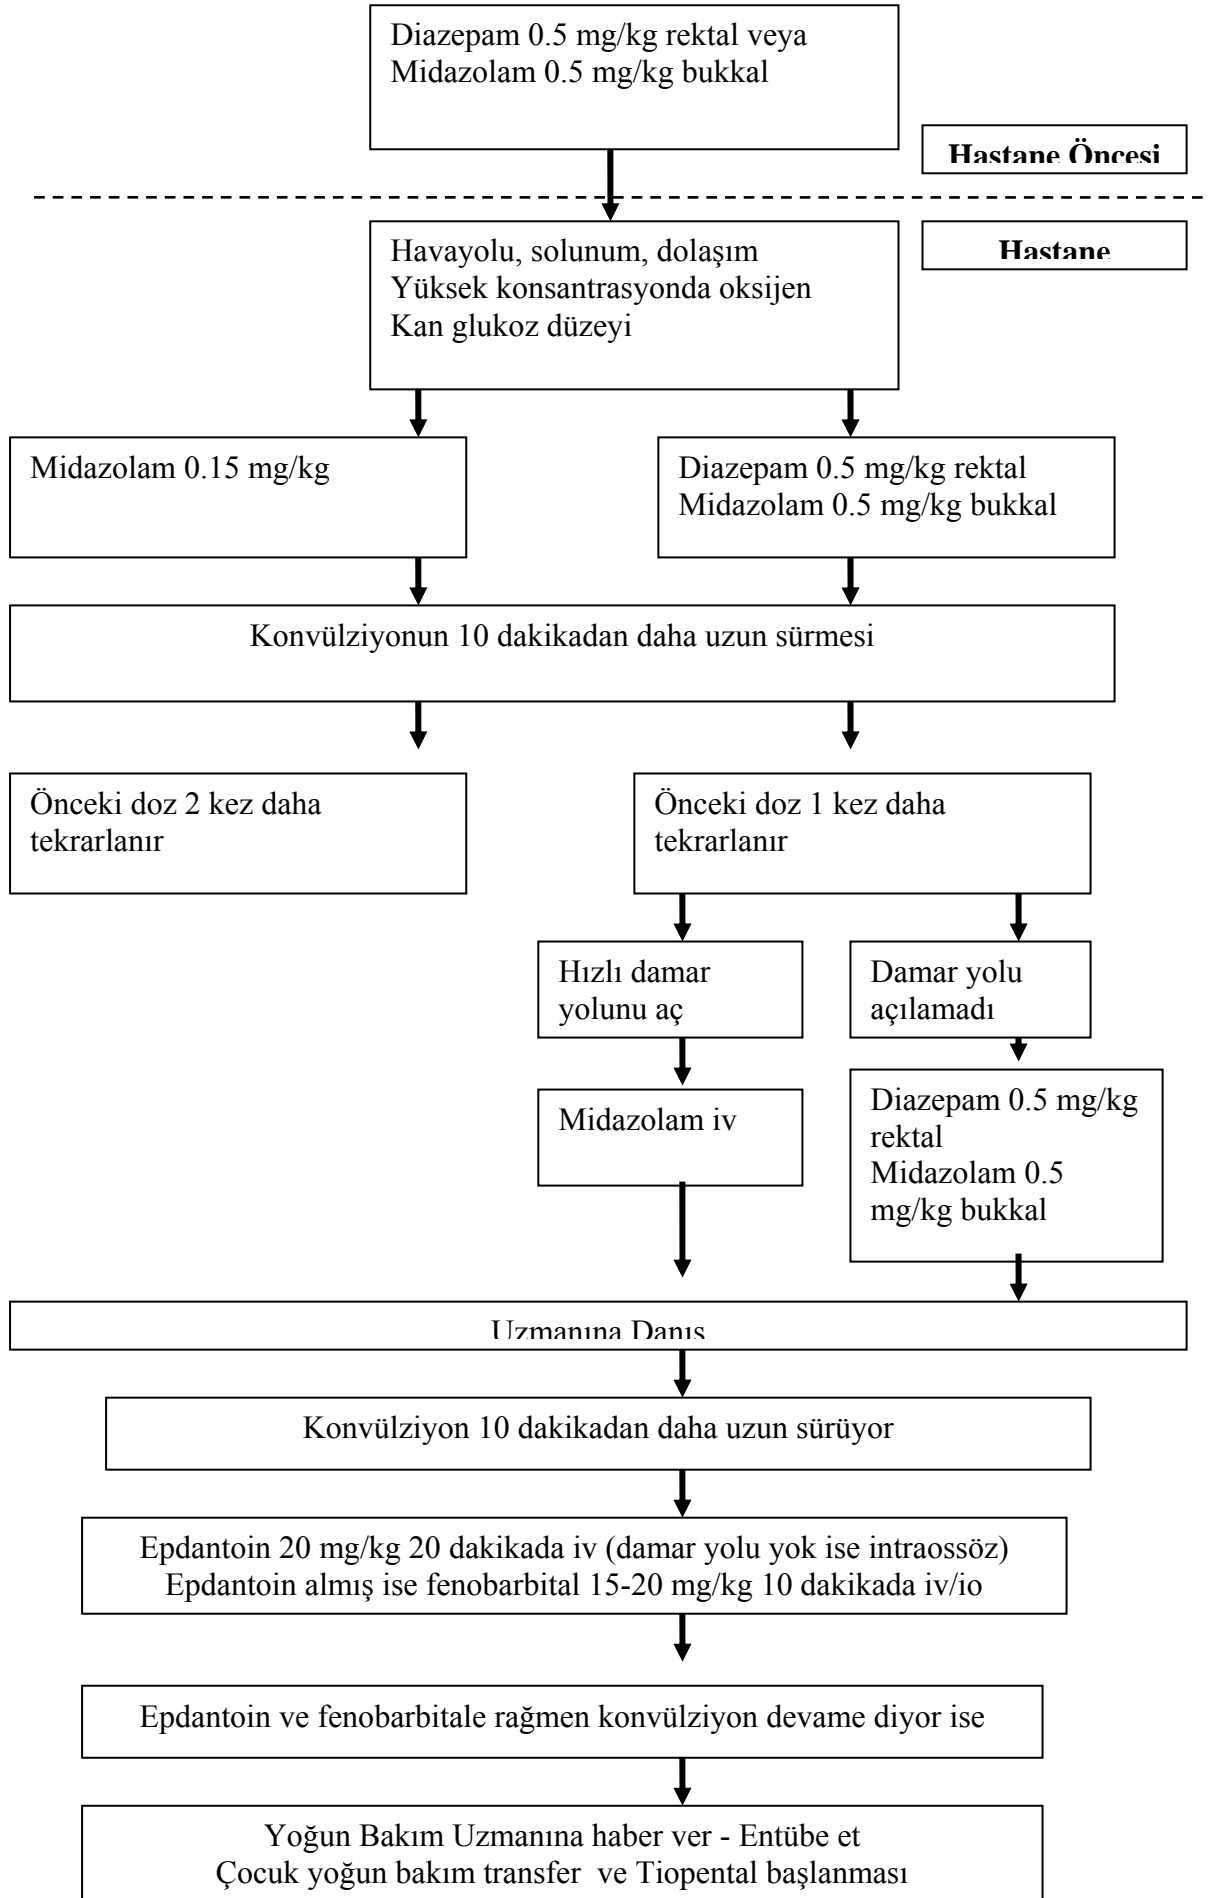 Diazepam 0.5 mg/kg rektal veya
Midazolam 0.5 mg/kg bukkal
Hastane Öncesi
Havayolu, solunum, dolaşım
Yüksek konsantrasyonda oksijen
Kan glukoz düzeyi
Hastane
Midazolam 0.15 mg/kg
Diazepam 0.5 mg/kg rektal
Midazolam 0.5 mg/kg bukkal
Konvülziyonun 10 dakikadan daha uzun sürmesi
Önceki doz 2 kez daha
tekrarlanır
Önceki doz 1 kez daha
tekrarlanır
Hızlı damar
yolunu aç
Damar yolu
açılamadı
Midazolam iv
Diazepam 0.5 mg/kg
rektal
Midazolam 0.5
mg/kg bukkal
Uzmanına Danış
Konvülziyon 10 dakikadan daha uzun sürüyor
Epdantoin 20 mg/kg 20 dakikada iv (damar yolu yok ise intraossöz)
Epdantoin almış ise fenobarbital 15-20 mg/kg 10 dakikada iv/io
Epdantoin ve fenobarbitale rağmen konvülziyon devame diyor ise
Yoğun Bakım Uzmanına haber ver - Entübe et
Çocuk yoğun bakım transfer  ve Tiopental başlanması